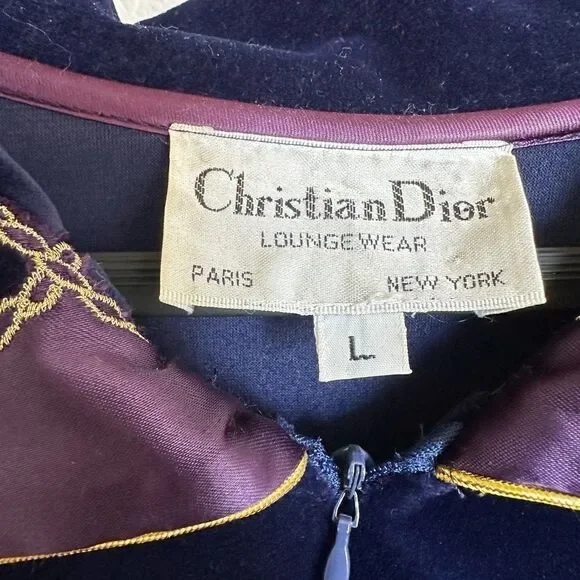 Christian Dior
LOUNGEWEAR
PARIS NEW YORK
L